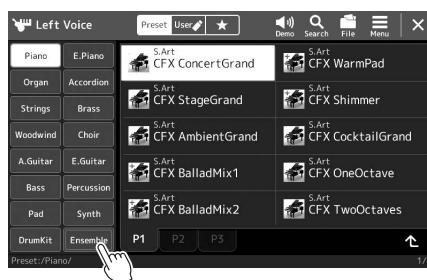 Left Voice
Preset User ★
Demo Search File Menu
Piano E.Piano
Organ Accordion
Strings Brass
Woodwind Choir
A.Guitar E.Guitar
Bass Percussion
Pad Synth
DrumKit Ensemble
S.Art
CFX ConcertGrand
S.Art
CFX WarmPad
S.Art
CFX StageGrand
S.Art
CFX Shimmer
S.Art
CFX AmbientGrand
S.Art
CFX CocktailGrand
S.Art
CFX BalladMix1
S.Art
CFX OneOctave
S.Art
CFX BalladMix2
S.Art
CFX TwoOctaves
P1 P2 P3
Preset:/Piano/
1/